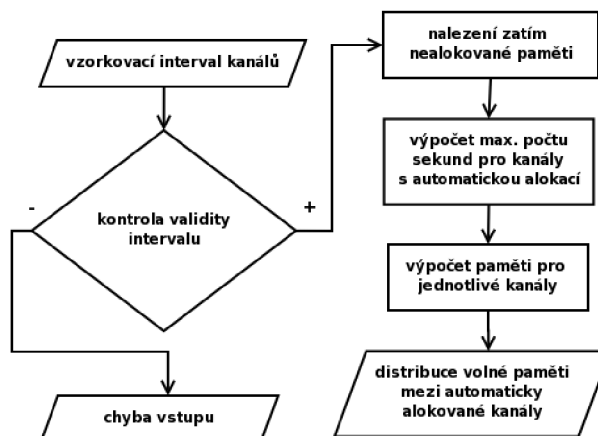 vzorkovací interval kanálů
kontrola validity
intervalu
-
+
chyba vstupu
nalezení zatím
nealokované paměti
výpočet max. počtu
sekund pro kanály
s automatickou alokací
výpočet paměti pro
jednotlivé kanály
distribuce volné paměti
mezi automaticky
alokované kanály